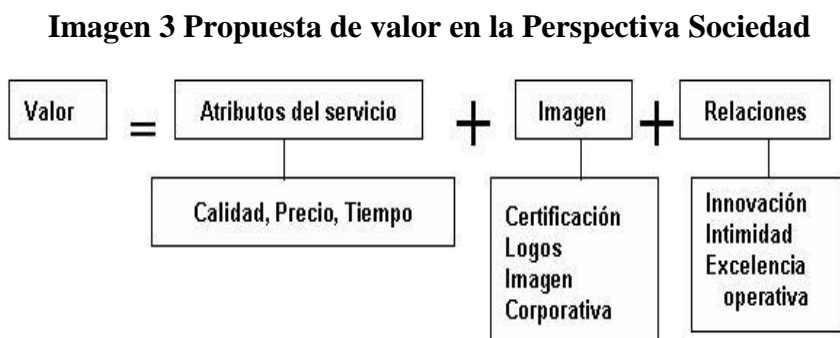 Imagen 3 Propuesta de valor en la Perspectiva Sociedad
Valor = Atributos del servicio + Imagen + Relaciones
Calidad, Precio, Tiempo
Certificación
Logos
Imagen
Corporativa
Innovación
Intimidad
Excelencia
operativa